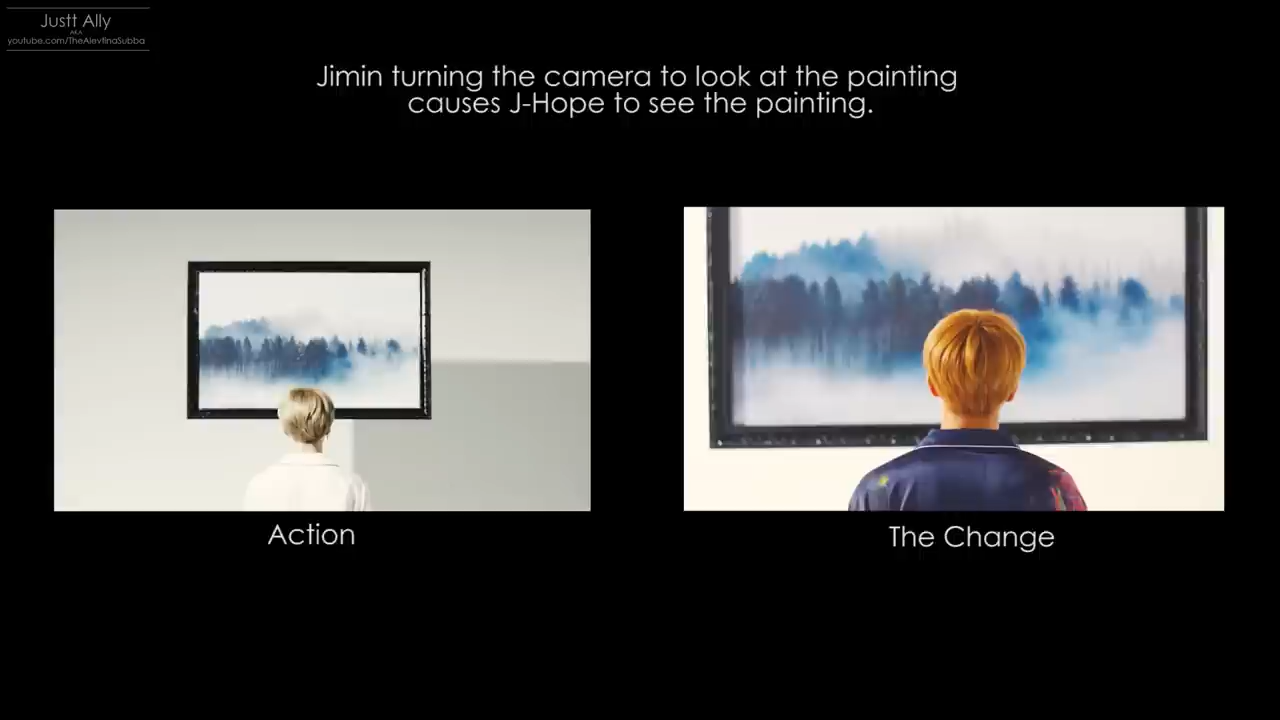 Justt Ally
AKA
youtube.com/TheAlevtinaSubba
Jimin turning the camera to look at the painting
causes J-Hope to see the painting.
Action
The Change